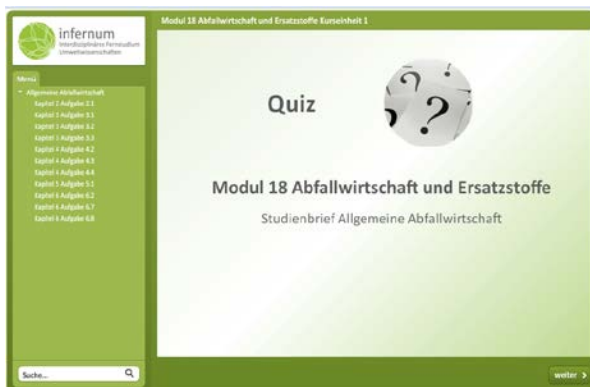 infernum
Interdisziplinäres Fernstudium
Umweltwissenschaften
Menü
Allgemeine Abfallwirtschaft
Kapitel 2 Aufgabe 2.1
Kapitel 3 Aufgabe 3.1
Kapitel 3 Aufgabe 3.2
Kapitel 3 Aufgabe 3.3
Kapitel 4 Aufgabe 4.2
Kapitel 4 Aufgabe 4.3
Kapitel 4 Aufgabe 4.4
Kapitel 5 Aufgabe 5.1
Kapitel 6 Aufgabe 6.2
Kapitel 6 Aufgabe 6.7
Kapitel 6 Aufgabe 6.8
Suche...
Modul 18 Abfallwirtschaft und Ersatzstoffe Kurseinheit 1
Quiz
? ?
Modul 18 Abfallwirtschaft und Ersatzstoffe
Studienbrief Allgemeine Abfallwirtschaft
weiter >